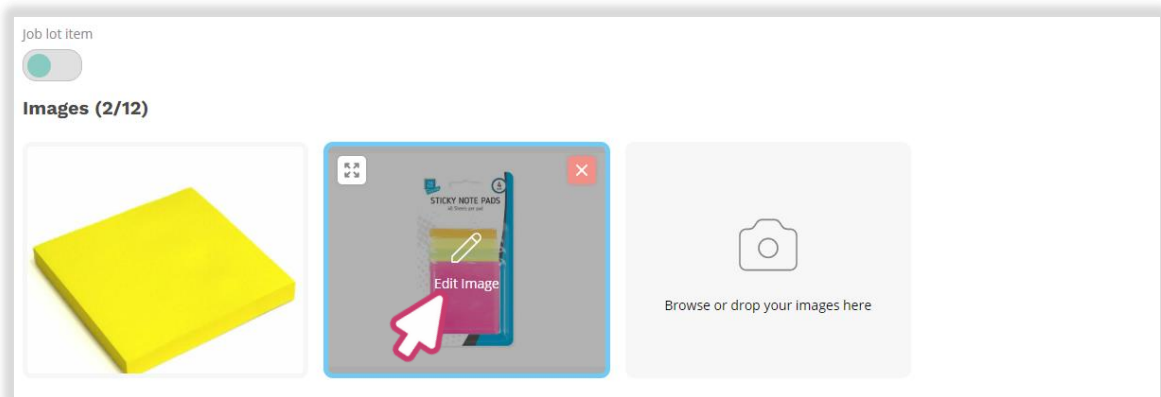 Job lot item
Images (2/12)
STICKY NOTE PADS
Edit Image
Browse or drop your images here